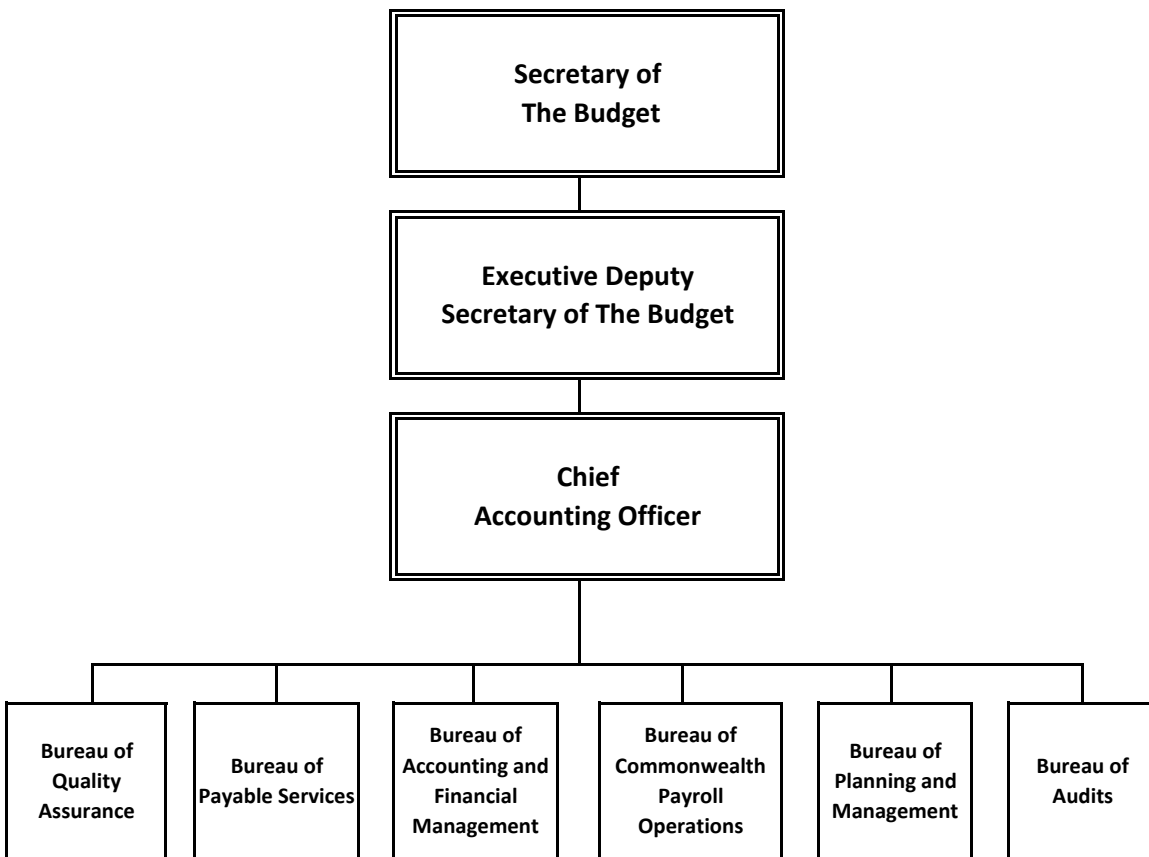 Secretary of
The Budget
Executive Deputy
Secretary of The Budget
Chief
Accounting Officer
Bureau of
Quality
Assurance
Bureau of
Payable Services
Bureau of
Accounting and
Financial
Management
Bureau of
Commonwealth
Payroll
Operations
Bureau of
Planning and
Management
Bureau of
Audits